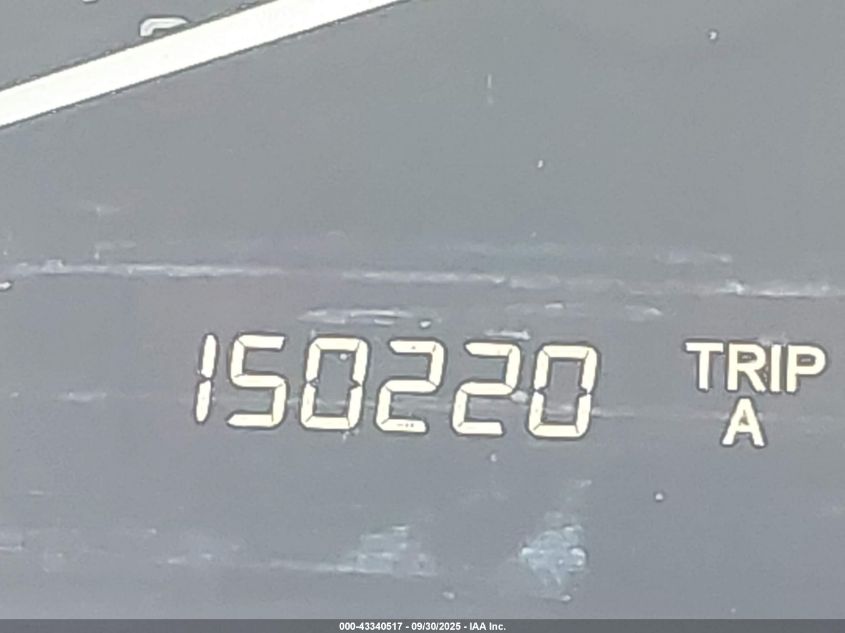 150220 TRIP
A
000-43340517 - 09/30/2025 - IAA Inc.